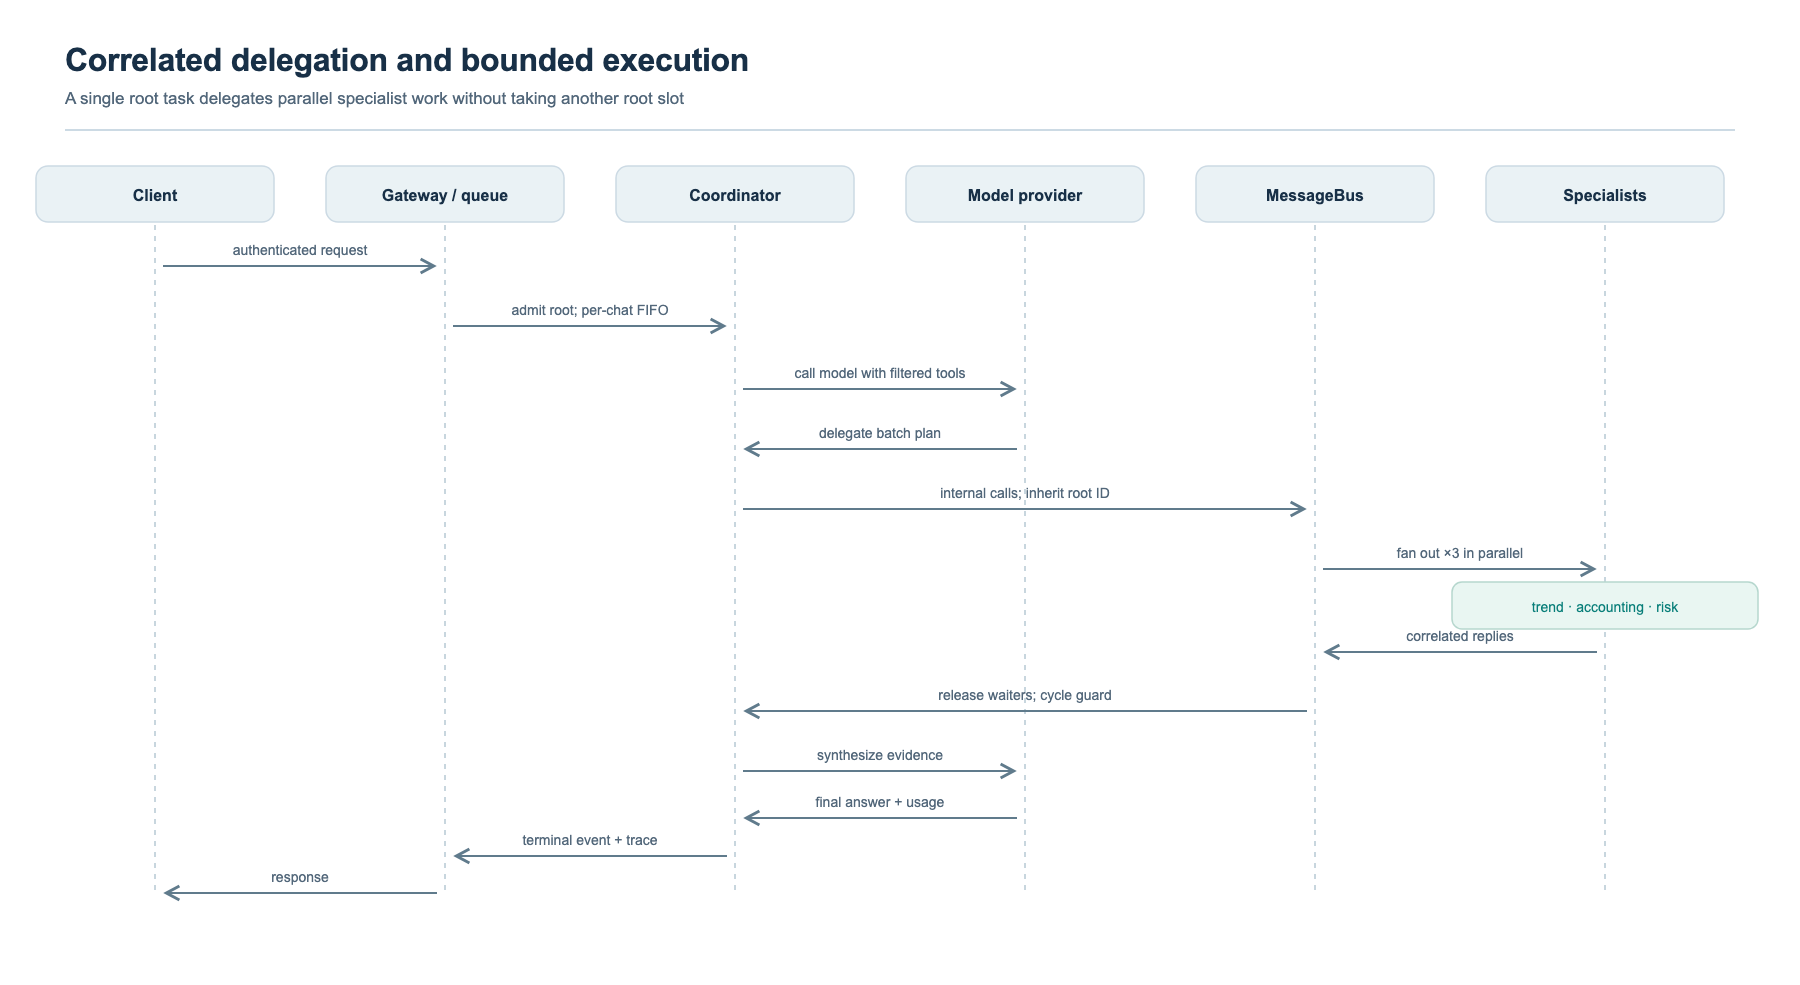 Correlated delegation and bounded execution
A single root task delegates parallel specialist work without taking another root slot
Client
Gateway / queue
Coordinator
Model provider
MessageBus
Specialists
authenticated request
admit root; per-chat FIFO
call model with filtered tools
delegate batch plan
internal calls; inherit root ID
fan out ×3 in parallel
trend · accounting · risk
correlated replies
release waiters; cycle guard
synthesize evidence
final answer + usage
terminal event + trace
response